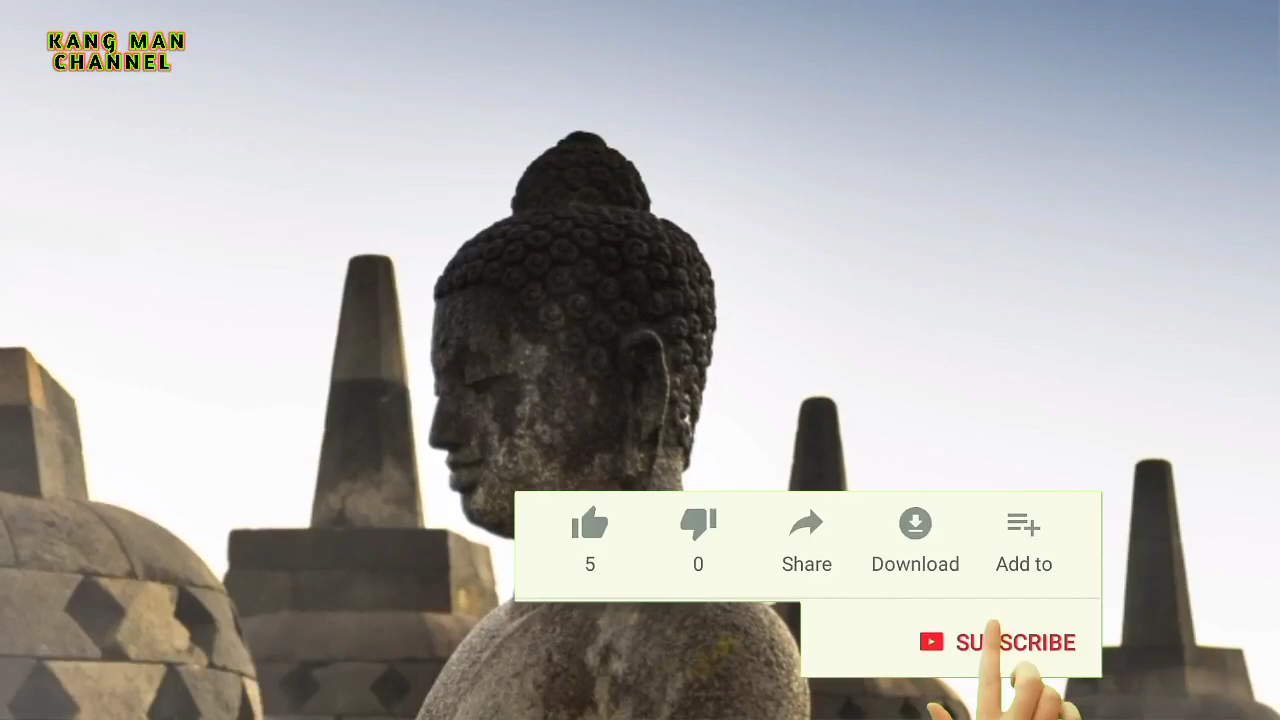 KANG MAN
CHANNEL
5
0
Share
Download
Add to
SUBSCRIBE